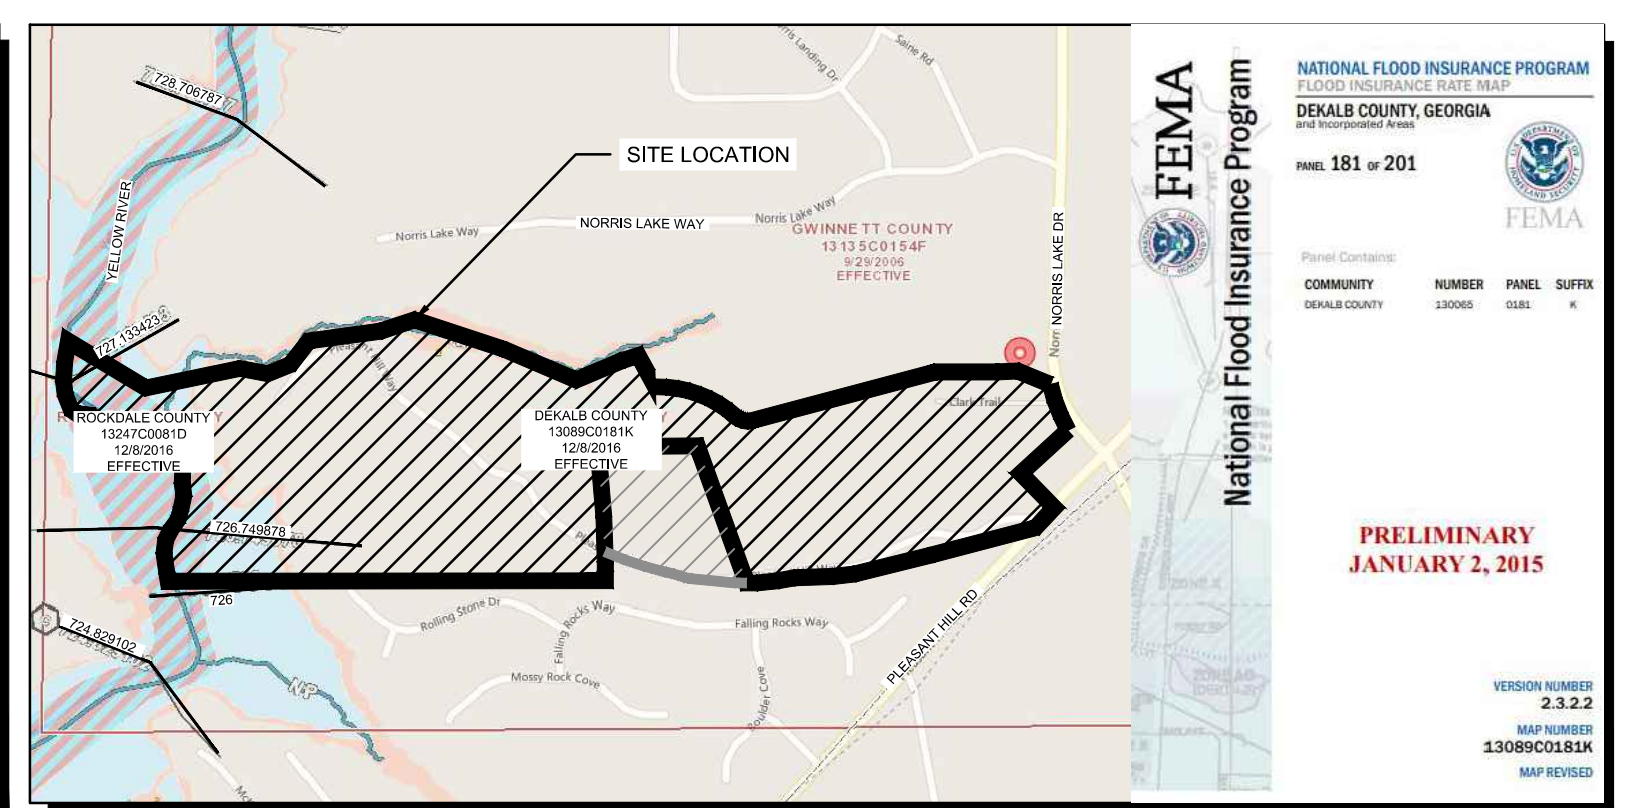 728.706787
YELLOW RIVER
SITE LOCATION
Norris Landing Dr
Saine Rd
Norris Lake Way
NORRIS LAKE WAY
Norris Lake Way
GWINNETT COUNTY
13135C0154F
9/29/2006
EFFECTIVE
NORRIS LAKE DR
Norr
727.133423
Pleasant Hill Way
Clark Trail
ROCKDALE COUNTY
13247C0081D
12/8/2016
EFFECTIVE
DEKALB COUNTY
13089C0181K
12/8/2016
EFFECTIVE
726.749878
726
724.829102
NP
Rolling Stone Dr
Falling Rocks Way
Falling Rocks Way
Mossy Rock Cove
Boulder Cove
PLEASANT HILL RD
FEMA
National Flood Insurance Program
NATIONAL FLOOD INSURANCE PROGRAM
FLOOD INSURANCE RATE MAP
DEKALB COUNTY, GEORGIA
and Incorporated Areas
PANEL 181 OF 201
FEMA
Panel Contains:
COMMUNITY NUMBER PANEL SUFFIX
DEKALB COUNTY 130065 0181 K
PRELIMINARY
JANUARY 2, 2015
VERSION NUMBER
2.3.2.2
MAP NUMBER
13089C0181K
MAP REVISED